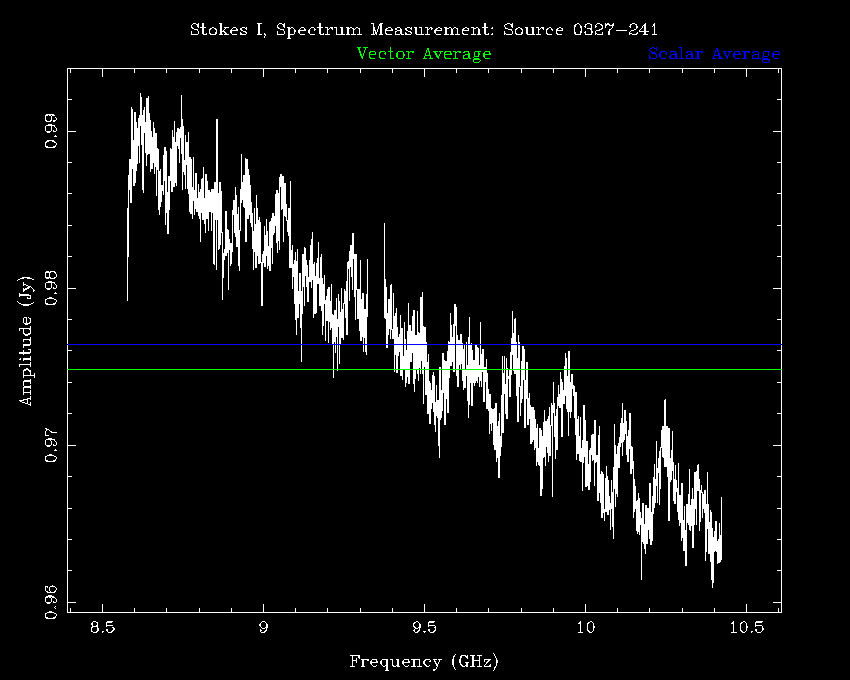 Stokes I, Spectrum Measurement: Source 0327-241
Vector Average
Scalar Average
0.99
0.98
0.97
0.96
Amplitude (Jy)
8.5
9
9.5
10
10.5
Frequency (GHz)